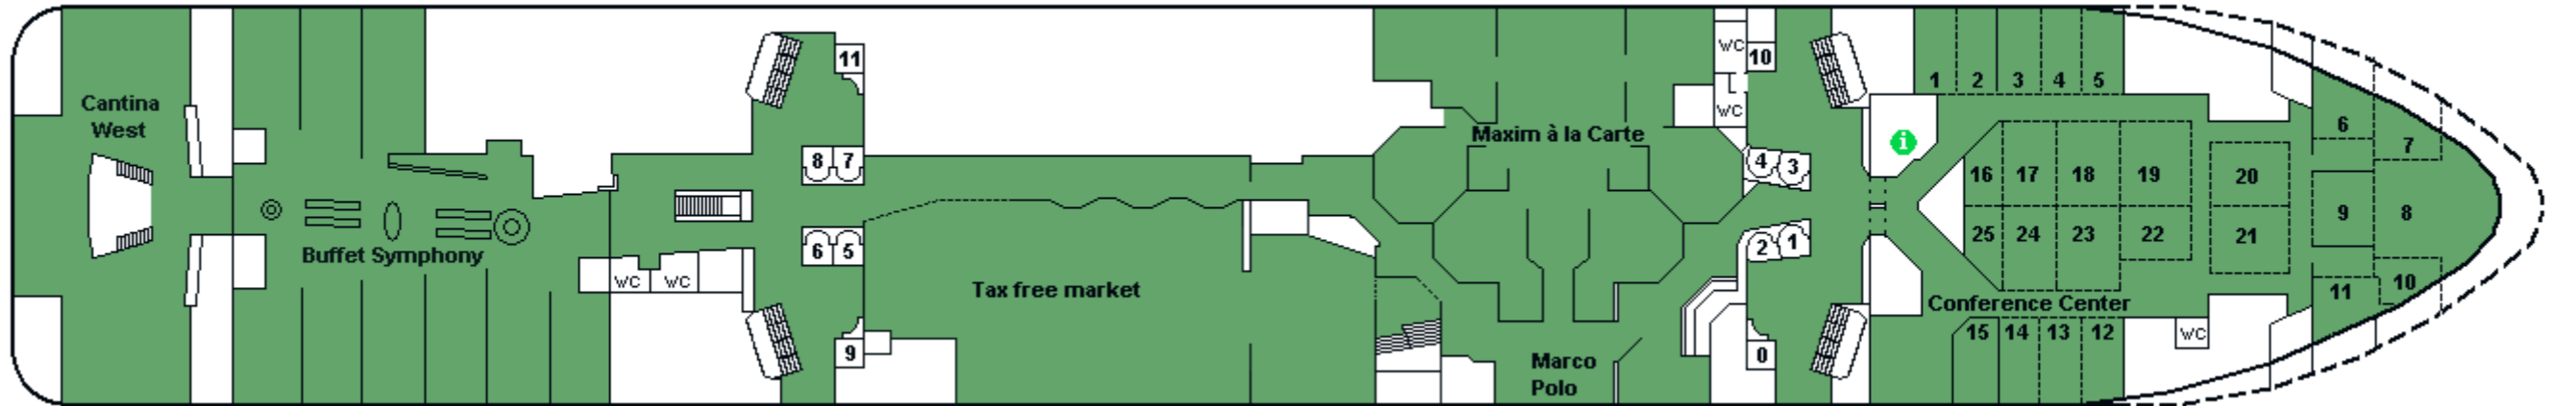 Cantina
West
Buffet Symphony
WC
WC
11
8
7
6
5
9
Tax free market
Maxim à la Carte
Marco
Polo
WC
WC
10
4
3
2
1
0
i
1
2
3
4
5
16
17
18
19
20
25
24
23
22
21
Conference Center
15
14
13
12
WC
6
7
9
8
10
11